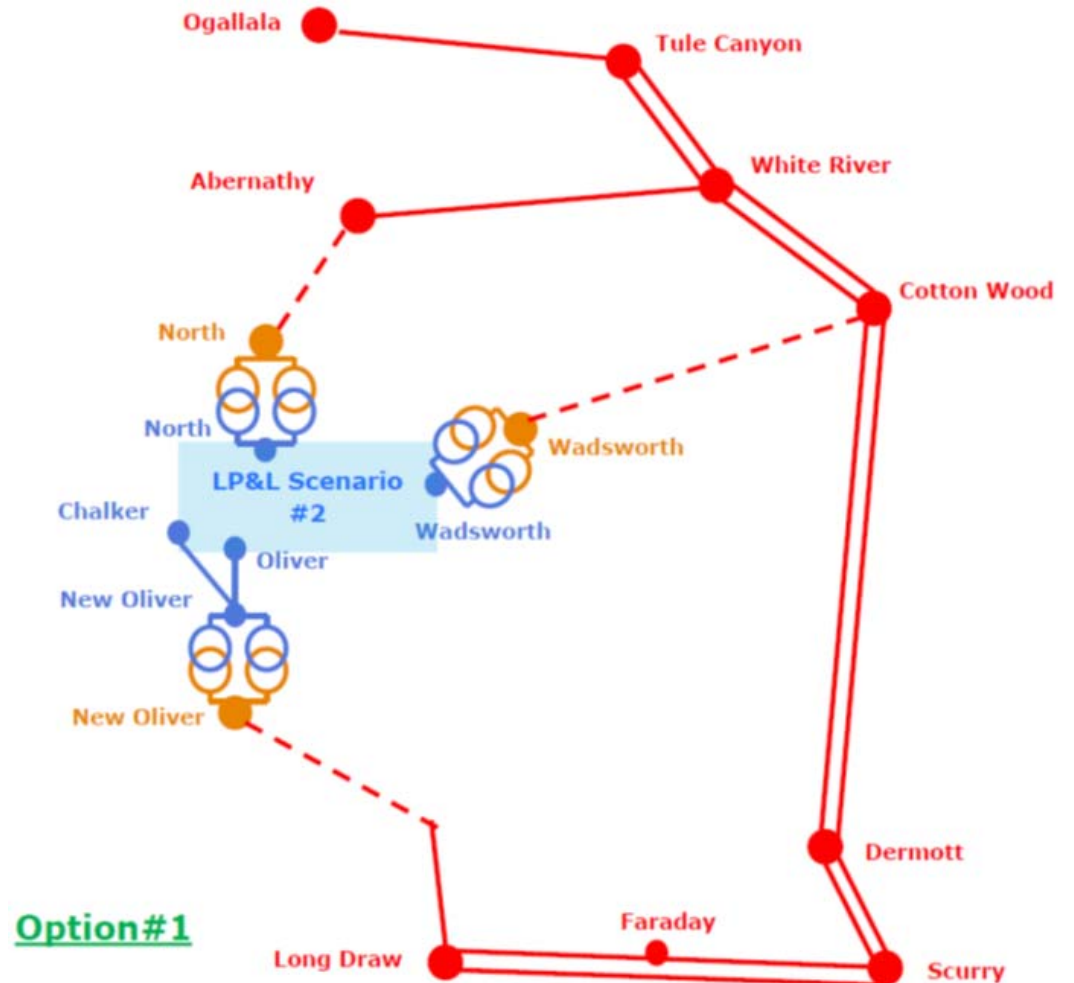 Ogallala
Tule Canyon
White River
Abernathy
Cotton Wood
North
North
Wadsworth
LP&L Scenario
#2
Chalker
Wadsworth
Oliver
New Oliver
New Oliver
Dermott
Option#1
Faraday
Long Draw
Scurry